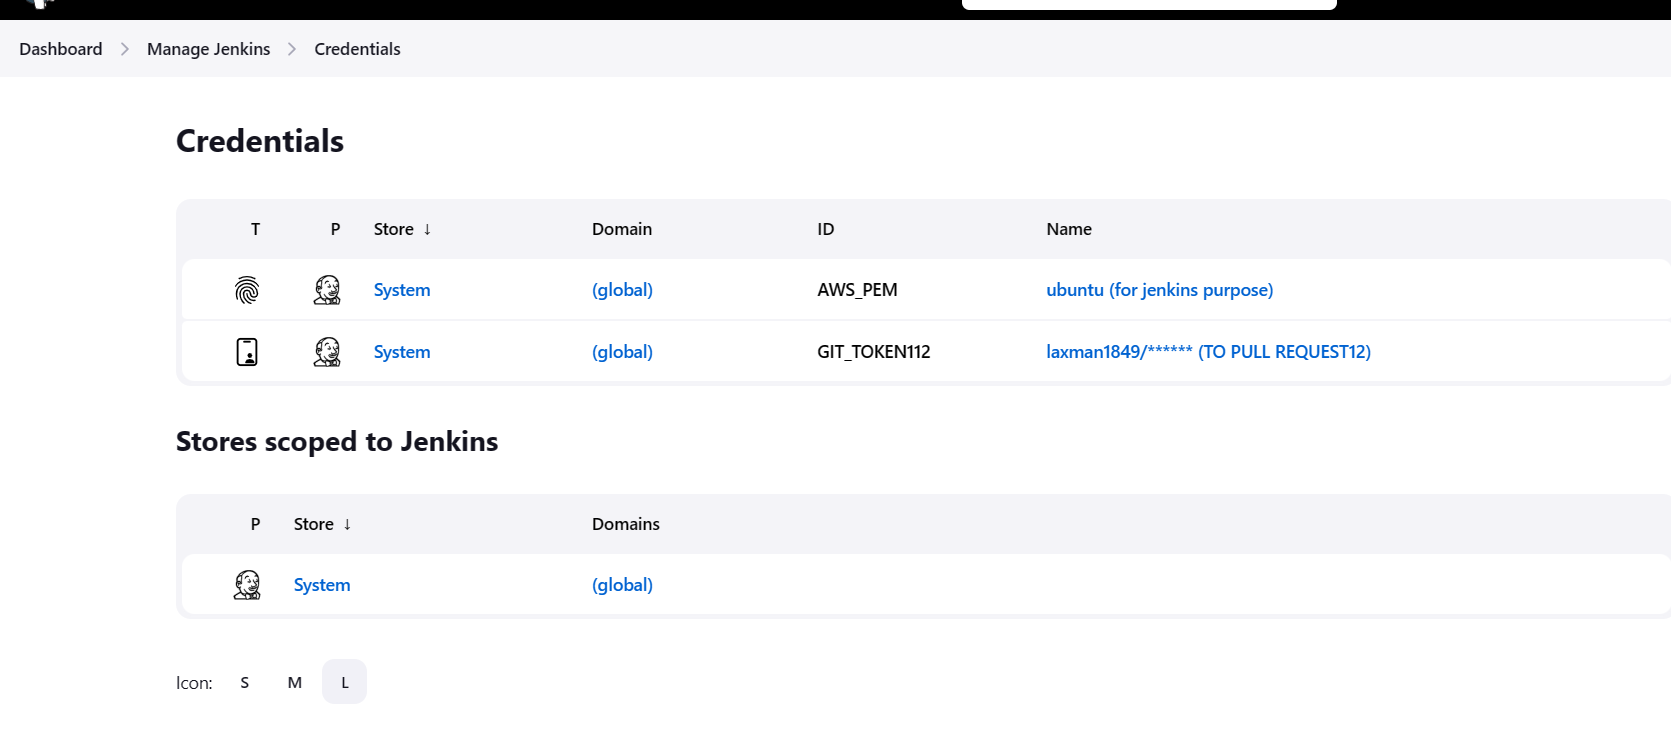 Dashboard > Manage Jenkins > Credentials
Credentials
T P Store ↓ Domain ID Name
System (global) AWS_PEM ubuntu (for jenkins purpose)
System (global) GIT_TOKEN112 laxman1849/****** (TO PULL REQUEST12)
Stores scoped to Jenkins
P Store ↓ Domains
System (global)
Icon: S M L